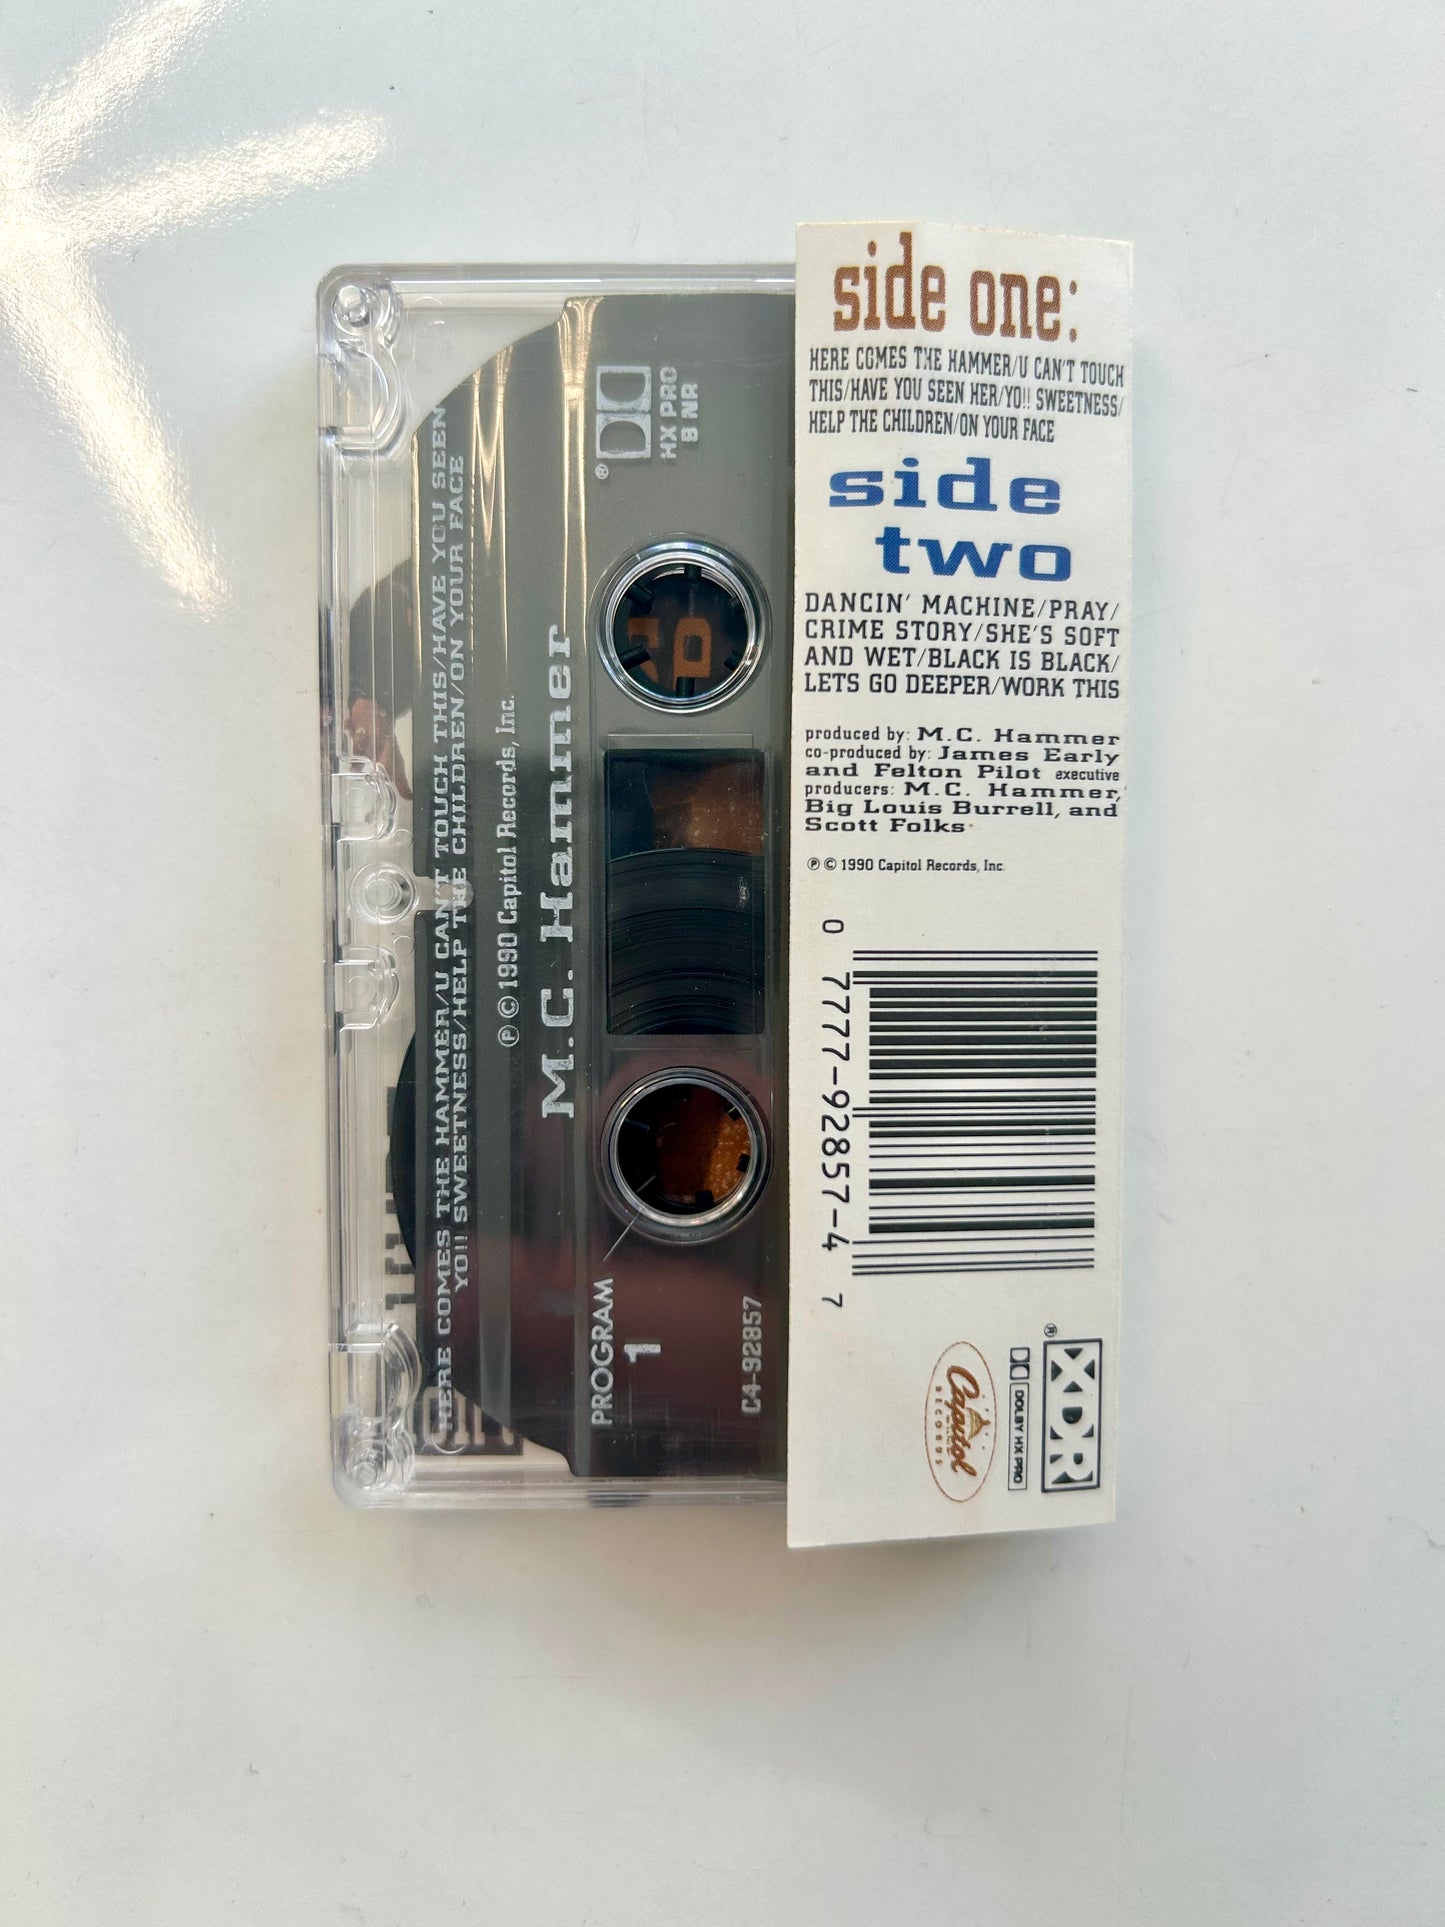 side one:
HERE COMES THE HAMMER/U CAN'T TOUCH
THIS/HAVE YOU SEEN HER/YO!! SWEETNESS/
HELP THE CHILDREN/ON YOUR FACE
side
two
DANCIN' MACHINE/PRAY/
CRIME STORY/SHE'S SOFT
AND WET/BLACK IS BLACK/
LETS GO DEEPER/WORK THIS
produced by: M.C. Hammer
co-produced by: James Early
and Felton Pilot executive
producers: M.C. Hammer,
Big Louis Burrell, and
Scott Folks
℗ © 1990 Capitol Records, Inc.
0 7777-92857-4 7
Capitol
RECORDS
DOLBY HX PRO
XDR®
HERE COMES THE HAMMER/U CAN'T TOUCH THIS/HAVE YOU SEEN
YO!! SWEETNESS/HELP THE CHILDREN/ON YOUR FACE
℗ © 1990 Capitol Records, Inc.
M.C. Hammer
®
HX PRO
B NR
PROGRAM
1
C4-92857